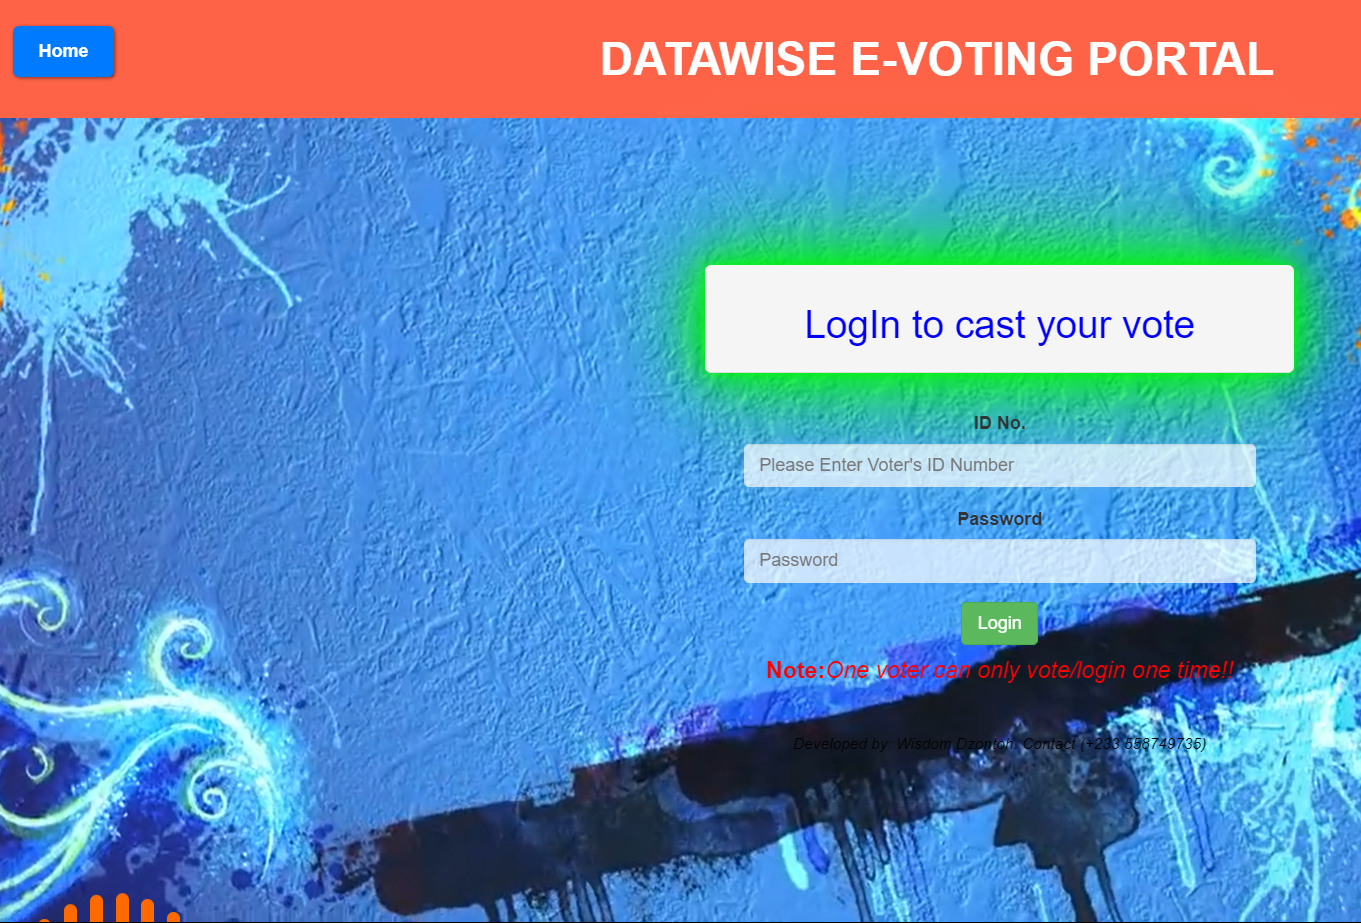 Home
DATAWISE E-VOTING PORTAL
LogIn to cast your vote
ID No.
Please Enter Voter's ID Number
Password
Password
Login
Note:One voter can only vote/login one time!!
Developed by: Wisdom Dzontoh, Contact (+233 558749735)